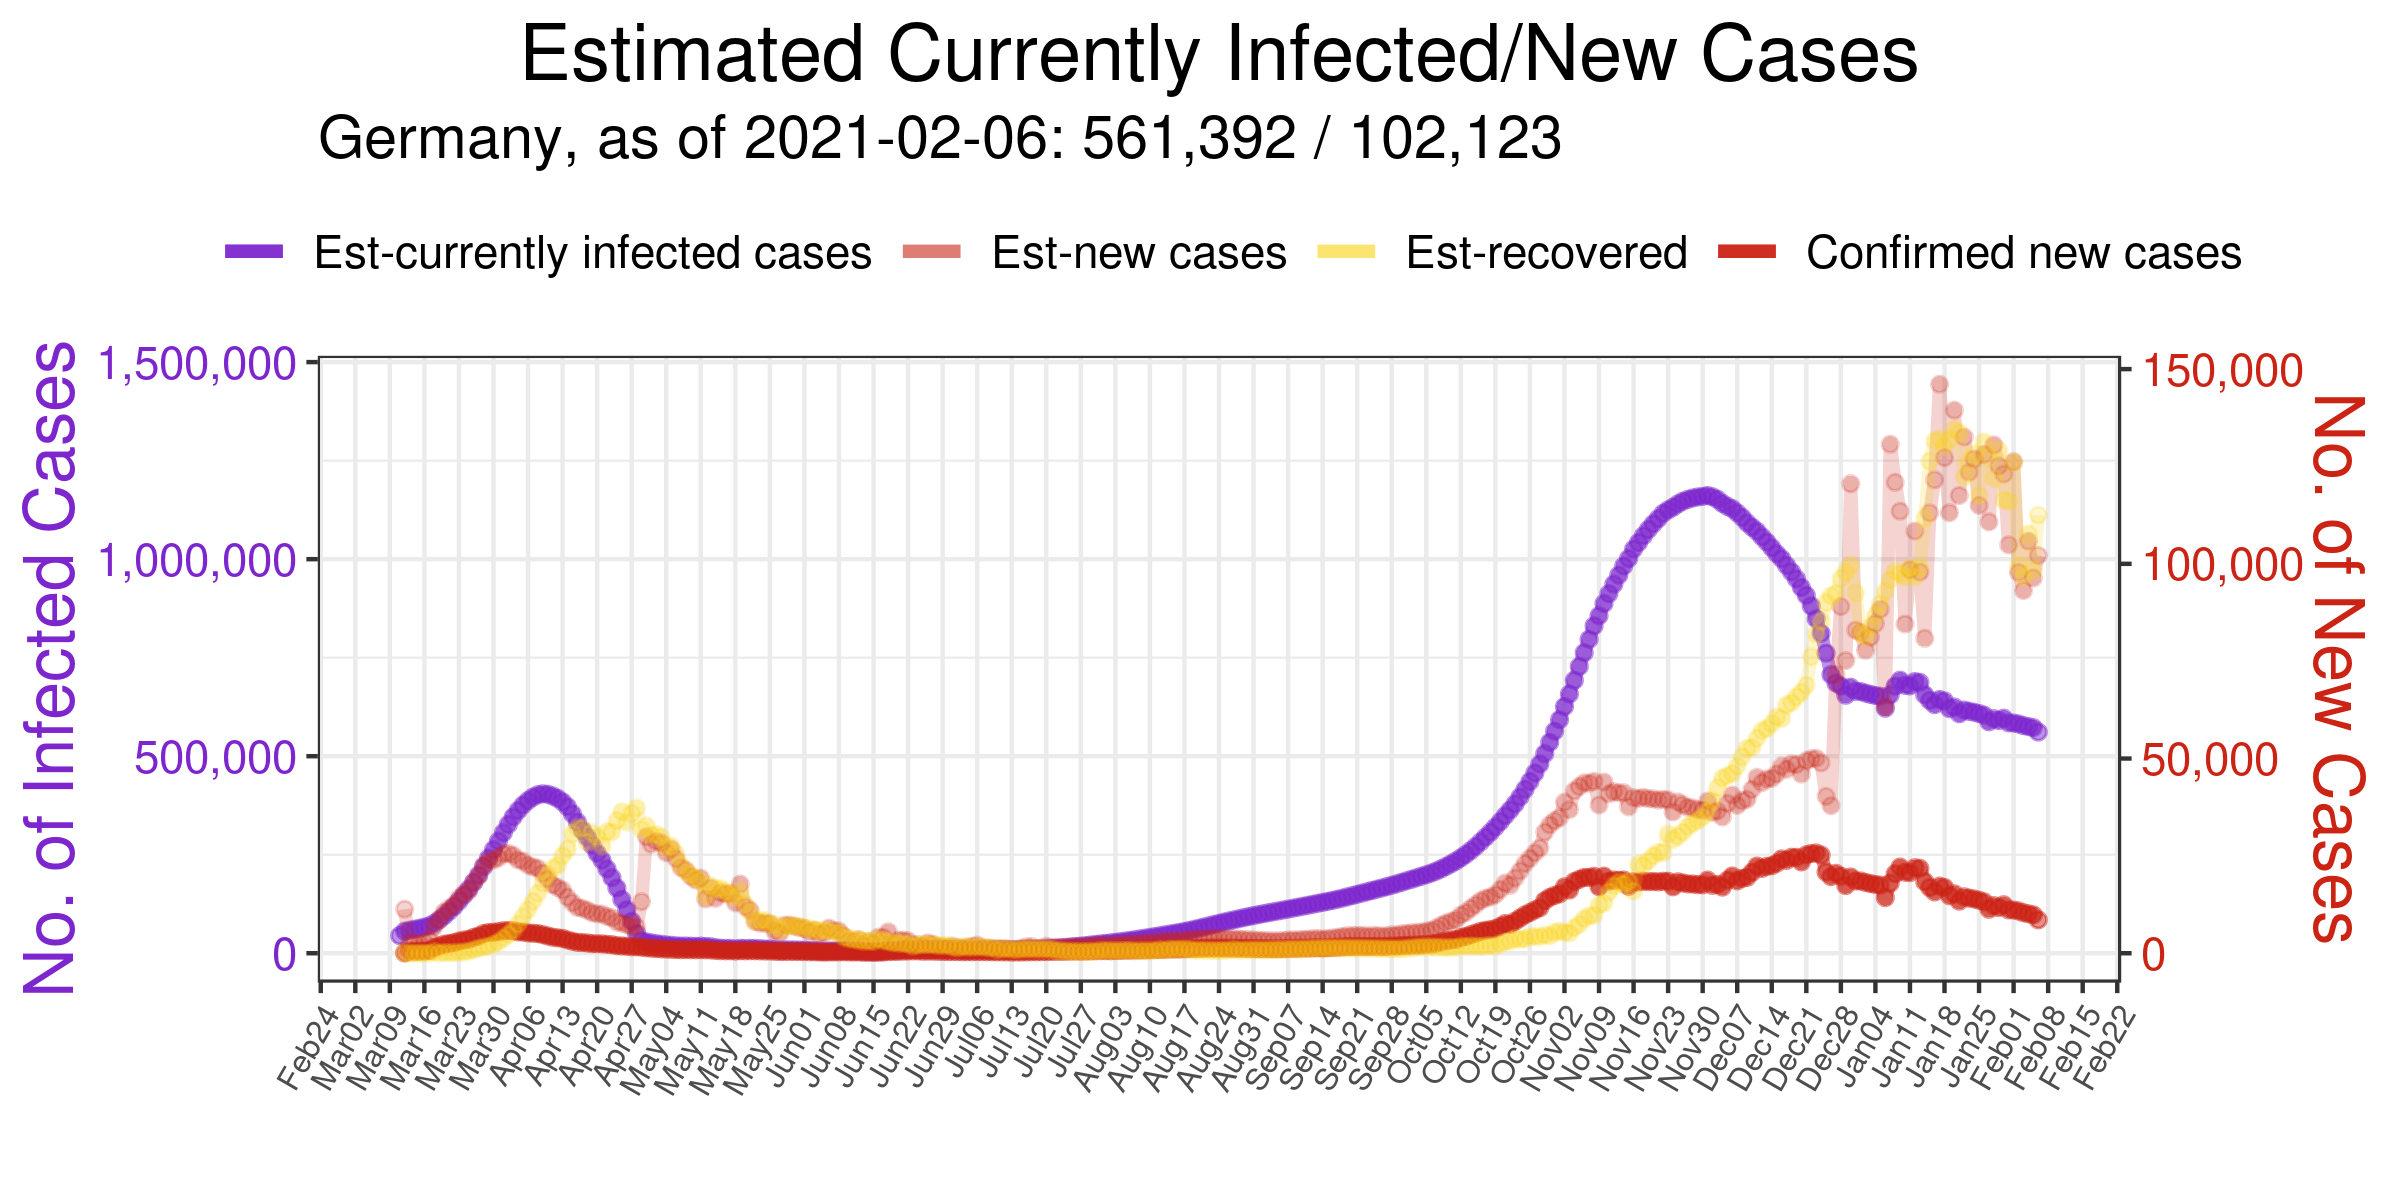 Estimated Currently Infected/New Cases
Germany, as of 2021-02-06: 561,392 / 102,123
Est-currently infected cases Est-new cases Est-recovered Confirmed new cases
No. of Infected Cases
1,500,000
1,000,000
500,000
0
150,000
100,000
50,000
0
No. of New Cases
Feb24 Mar02 Mar09 Mar16 Mar23 Mar30 Apr06 Apr13 Apr20 Apr27 May04 May11 May18 May25 Jun01 Jun08 Jun15 Jun22 Jun29 Jul06 Jul13 Jul20 Jul27 Aug03 Aug10 Aug17 Aug24 Aug31 Sep07 Sep14 Sep21 Sep28 Oct05 Oct12 Oct19 Oct26 Nov02 Nov09 Nov16 Nov23 Nov30 Dec07 Dec14 Dec21 Dec28 Jan04 Jan11 Jan18 Jan25 Feb01 Feb08 Feb15 Feb22